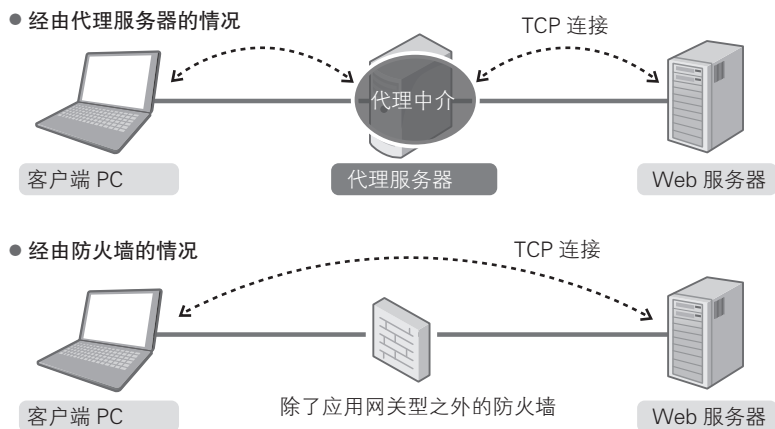 ● 经由代理服务器的情况
TCP 连接
代理中介
客户端 PC
代理服务器
Web 服务器
● 经由防火墙的情况
TCP 连接
客户端 PC
除了应用网关型之外的防火墙
Web 服务器